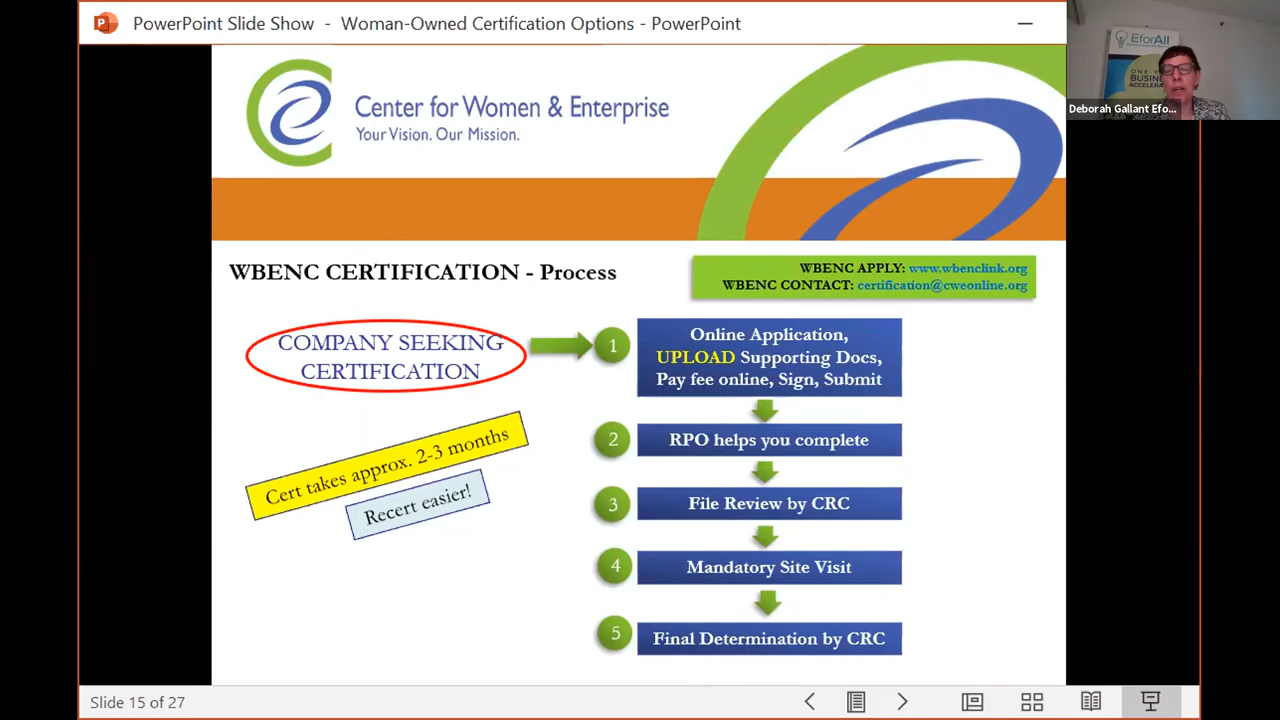 PowerPoint Slide Show - Woman-Owned Certification Options - PowerPoint
EforAll
BUSIN
ACCELERA
Deborah Gallant Efo...
Center for Women & Enterprise
Your Vision. Our Mission.
WBENC CERTIFICATION - Process
WBENC APPLY: www.wbenclink.org
WBENC CONTACT: certification@cweonline.org
COMPANY SEEKING
CERTIFICATION
1
Online Application,
UPLOAD Supporting Docs,
Pay fee online, Sign, Submit
Cert takes approx. 2-3 months
Recert easier!
2
RPO helps you complete
3
File Review by CRC
4
Mandatory Site Visit
5
Final Determination by CRC
Slide 15 of 27